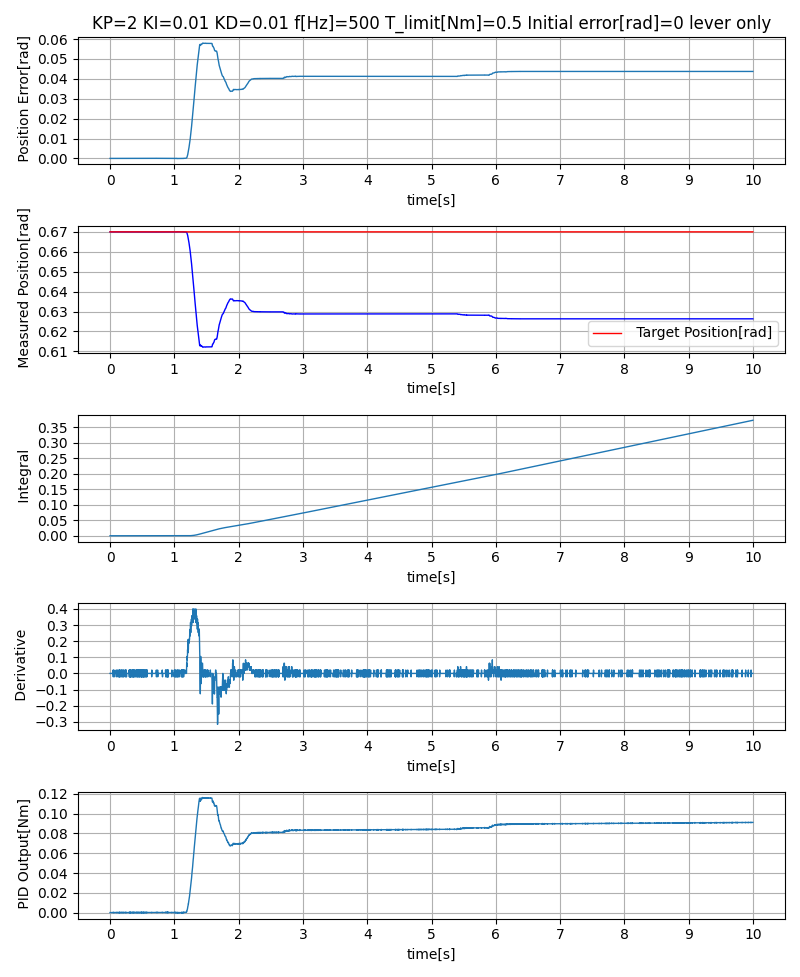 KP=2 KI=0.01 KD=0.01 f[Hz]=500 T_limit[Nm]=0.5 Initial error[rad]=0 lever only
Position Error[rad]
0.06
0.05
0.04
0.03
0.02
0.01
0.00
0 1 2 3 4 5 6 7 8 9 10
time[s]
Measured Position[rad]
0.67
0.66
0.65
0.64
0.63
0.62
0.61
Target Position[rad]
0 1 2 3 4 5 6 7 8 9 10
time[s]
Integral
0.35
0.30
0.25
0.20
0.15
0.10
0.05
0.00
0 1 2 3 4 5 6 7 8 9 10
time[s]
Derivative
0.4
0.3
0.2
0.1
0.0
−0.1
−0.2
−0.3
0 1 2 3 4 5 6 7 8 9 10
time[s]
PID Output[Nm]
0.12
0.10
0.08
0.06
0.04
0.02
0.00
0 1 2 3 4 5 6 7 8 9 10
time[s]